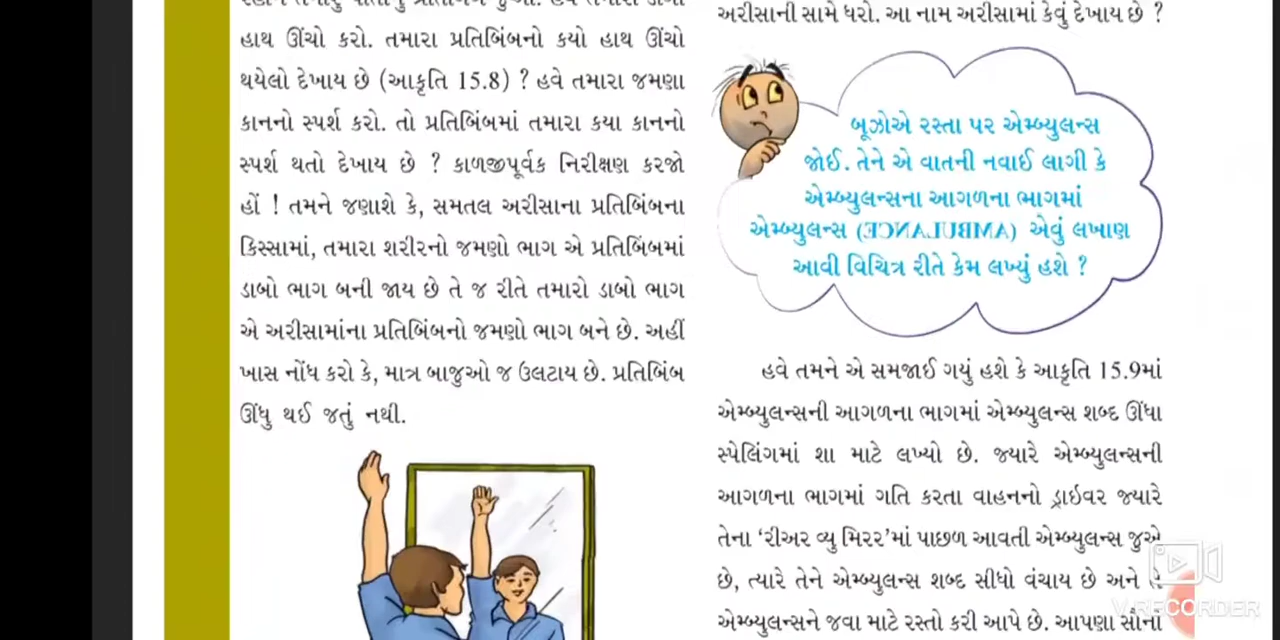 હાથ ઊંચો કરો. તમારા પ્રતિબિંબનો કયો હાથ ઊંચો
થયેલો દેખાય છે (આકૃતિ 15.8) ? હવે તમારા જમણા
કાનનો સ્પર્શ કરો. તો પ્રતિબિંબમાં તમારા કયા કાનનો
સ્પર્શ થતો દેખાય છે ? કાળજીપૂર્વક નિરીક્ષણ કરજો
હોં ! તમને જણાશે કે, સમતલ અરીસાના પ્રતિબિંબના
કિસ્સામાં, તમારા શરીરનો જમણો ભાગ એ પ્રતિબિંબમાં
ડાબો ભાગ બની જાય છે તે જ રીતે તમારો ડાબો ભાગ
એ અરીસામાંના પ્રતિબિંબનો જમણો ભાગ બને છે. અહીં
ખાસ નોંધ કરો કે, માત્ર બાજુઓ જ ઉલટાય છે. પ્રતિબિંબ
ઊંધુ થઈ જતું નથી.
અરીસાની સામે ધરો. આ નામ અરીસામાં કેવું દેખાય છે ?
બૂઝોએ રસ્તા પર એમ્બ્યુલન્સ
જોઈ. તેને એ વાતની નવાઈ લાગી કે
એમ્બ્યુલન્સના આગળના ભાગમાં
એમ્બ્યુલન્સ (AMBULANCE) એવું લખાણ
આવી વિચિત્ર રીતે કેમ લખ્યું હશે ?
હવે તમને એ સમજાઈ ગયું હશે કે આકૃતિ 15.9માં
એમ્બ્યુલન્સની આગળના ભાગમાં એમ્બ્યુલન્સ શબ્દ ઊંધા
સ્પેલિંગમાં શા માટે લખ્યો છે. જ્યારે એમ્બ્યુલન્સની
આગળના ભાગમાં ગતિ કરતા વાહનનો ડ્રાઇવર જ્યારે
તેના ‘રીઅર વ્યુ મિરર’માં પાછળ આવતી એમ્બ્યુલન્સ જુએ
છે, ત્યારે તેને એમ્બ્યુલન્સ શબ્દ સીધો વંચાય છે અને તે
એમ્બ્યુલન્સને જવા માટે રસ્તો કરી આપે છે. આપણા સૌનાં
V RECORDER